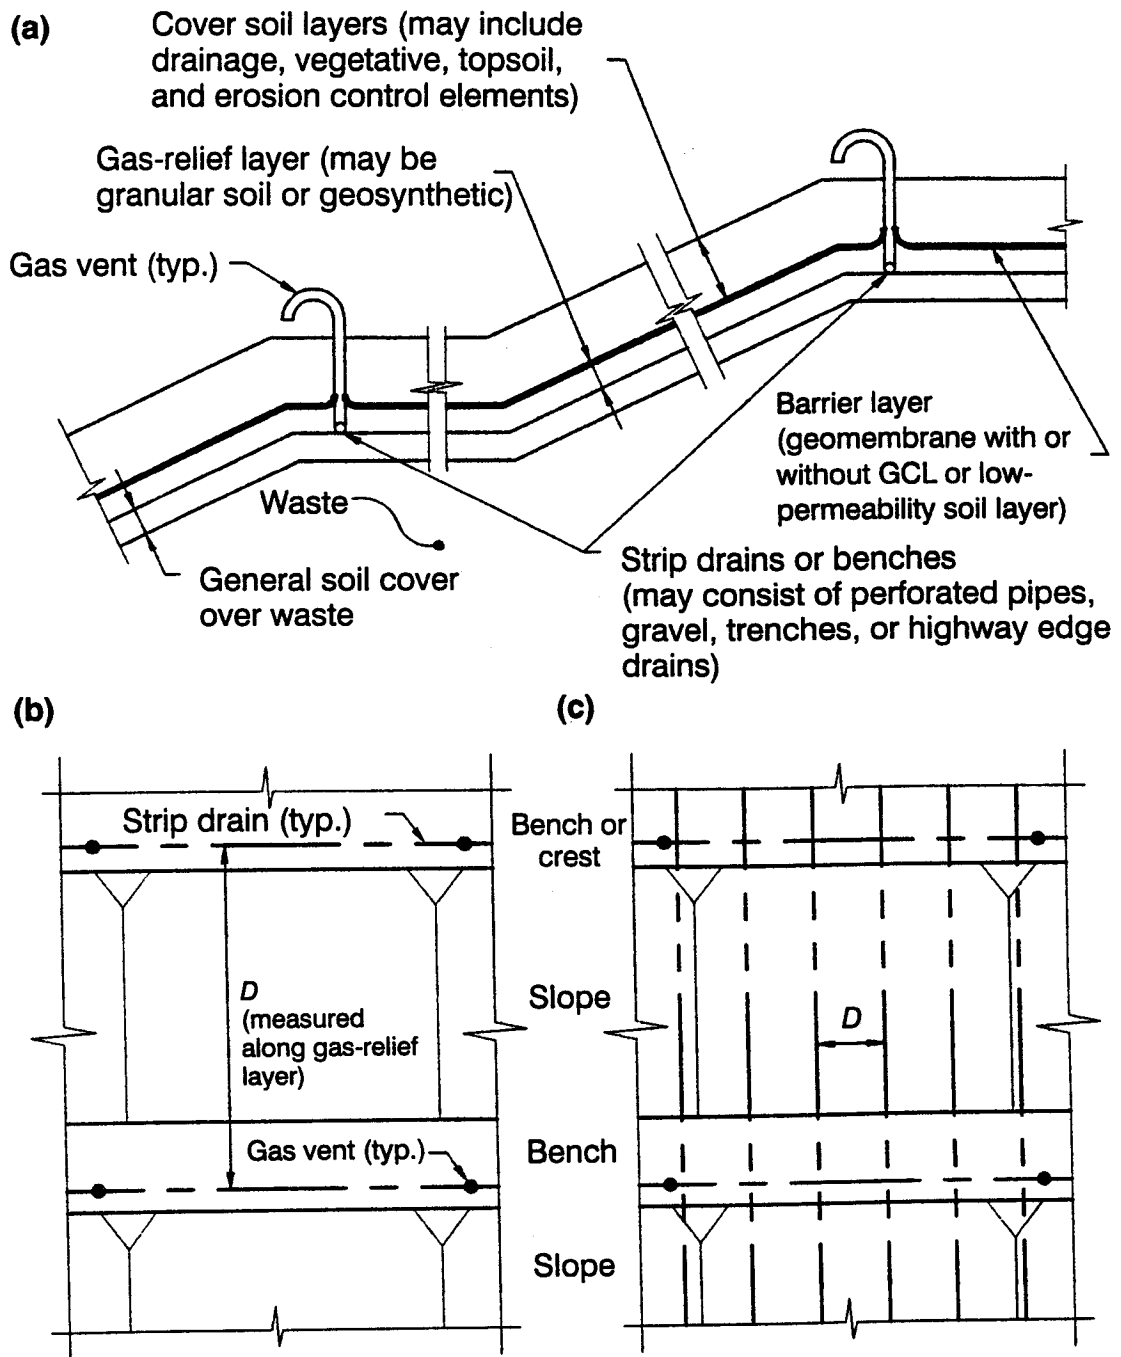 (a)
Cover soil layers (may include
drainage, vegetative, topsoil,
and erosion control elements)
Gas-relief layer (may be
granular soil or geosynthetic)
Gas vent (typ.)
Barrier layer
(geomembrane with or
without GCL or low-
permeability soil layer)
Waste
General soil cover
over waste
Strip drains or benches
(may consist of perforated pipes,
gravel, trenches, or highway edge
drains)
(b)
Strip drain (typ.)
D
(measured
along gas-relief
layer)
Gas vent (typ.)
Bench or
crest
Slope
Bench
Slope
(c)
D